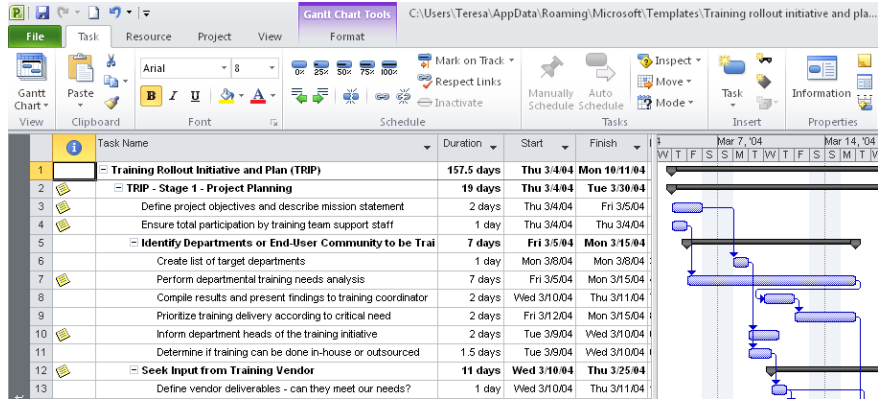 Gantt Chart Tools C:\Users\Teresa\AppData\Roaming\Microsoft\Templates\Training rollout initiative and pla...
File Task Resource Project View Format
Gantt Chart Paste Arial 8 0% 25% 50% 75% 100% Mark on Track Respect Links Inactivate Manually Schedule Auto Schedule Inspect Move Mode Task Information
B I U A
View Clipboard Font Schedule Tasks Insert Properties
Task Name Duration Start Finish 4 Mar 7, '04 Mar 14, '04
W T F S S M T W T F S S M T W
1 Training Rollout Initiative and Plan (TRIP) 157.5 days Thu 3/4/04 Mon 10/11/04
2 TRIP - Stage 1 - Project Planning 19 days Thu 3/4/04 Tue 3/30/04
3 Define project objectives and describe mission statement 2 days Thu 3/4/04 Fri 3/5/04
4 Ensure total participation by training team support staff 1 day Thu 3/4/04 Thu 3/4/04
5 Identify Departments or End-User Community to be Trai 7 days Fri 3/5/04 Mon 3/15/04
6 Create list of target departments 1 day Mon 3/8/04 Mon 3/8/04
7 Perform departmental training needs analysis 7 days Fri 3/5/04 Mon 3/15/04
8 Compile results and present findings to training coordinator 2 days Wed 3/10/04 Thu 3/11/04
9 Prioritize training delivery according to critical need 2 days Fri 3/12/04 Mon 3/15/04
10 Inform department heads of the training initiative 2 days Tue 3/9/04 Wed 3/10/04
11 Determine if training can be done in-house or outsourced 1.5 days Tue 3/9/04 Wed 3/10/04
12 Seek Input from Training Vendor 11 days Wed 3/10/04 Thu 3/25/04
13 Define vendor deliverables - can they meet our needs? 1 day Wed 3/10/04 Thu 3/11/04